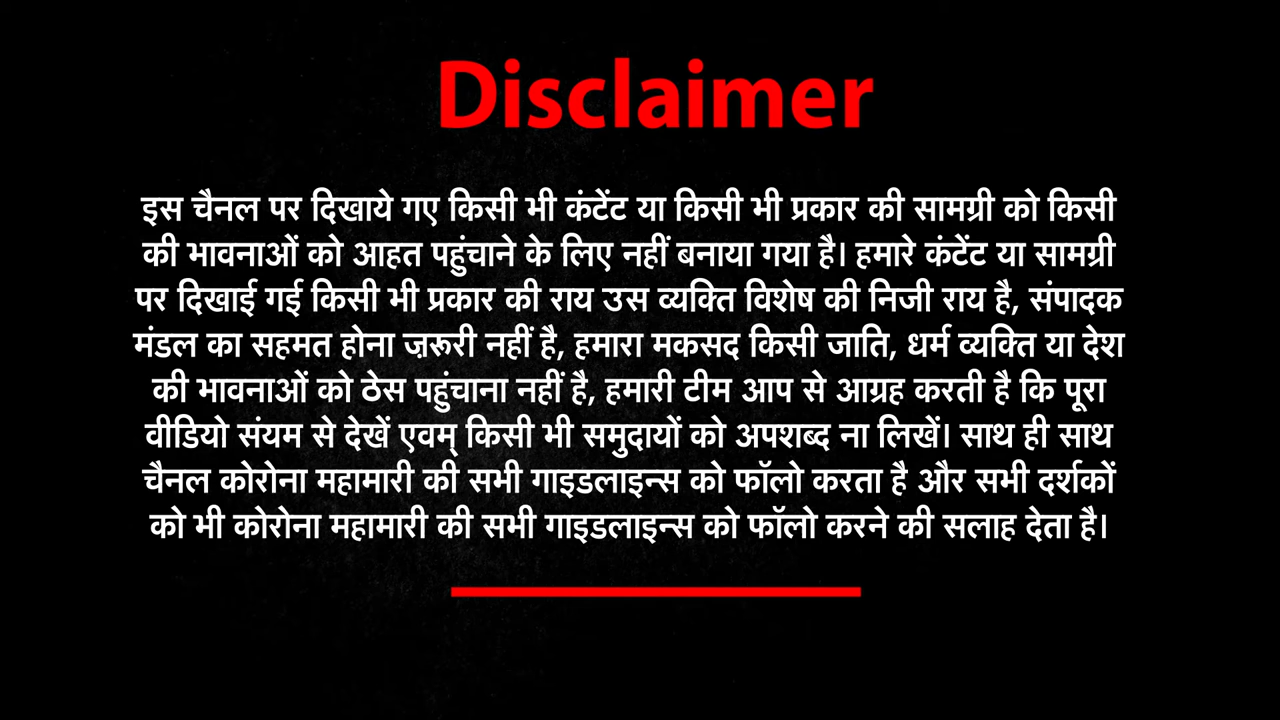 Disclaimer
इस चैनल पर दिखाये गए किसी भी कंटेंट या किसी भी प्रकार की सामग्री को किसी
की भावनाओं को आहत पहुंचाने के लिए नहीं बनाया गया है। हमारे कंटेंट या सामग्री
पर दिखाई गई किसी भी प्रकार की राय उस व्यक्ति विशेष की निजी राय है, संपादक
मंडल का सहमत होना ज़रूरी नहीं है, हमारा मकसद किसी जाति, धर्म व्यक्ति या देश
की भावनाओं को ठेस पहुंचाना नहीं है, हमारी टीम आप से आग्रह करती है कि पूरा
वीडियो संयम से देखें एवम् किसी भी समुदायों को अपशब्द ना लिखें। साथ ही साथ
चैनल कोरोना महामारी की सभी गाइडलाइन्स को फॉलो करता है और सभी दर्शकों
को भी कोरोना महामारी की सभी गाइडलाइन्स को फॉलो करने की सलाह देता है।